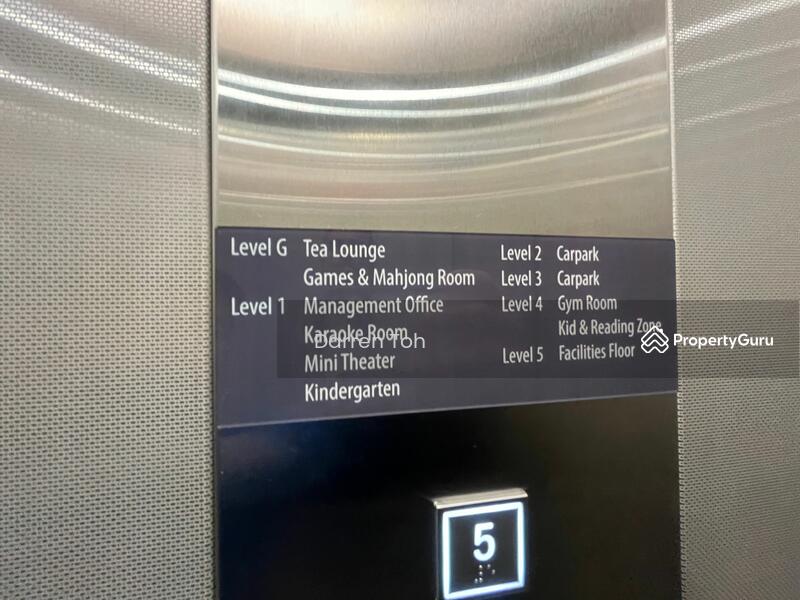 Level G Tea Lounge
Games & Mahjong Room
Level 1 Management Office
Karaoke Room
Mini Theater
Kindergarten
Level 2 Carpark
Level 3 Carpark
Level 4 Gym Room
Kid & Reading Zone
Level 5 Facilities Floor
Darren Toh
PropertyGuru
5